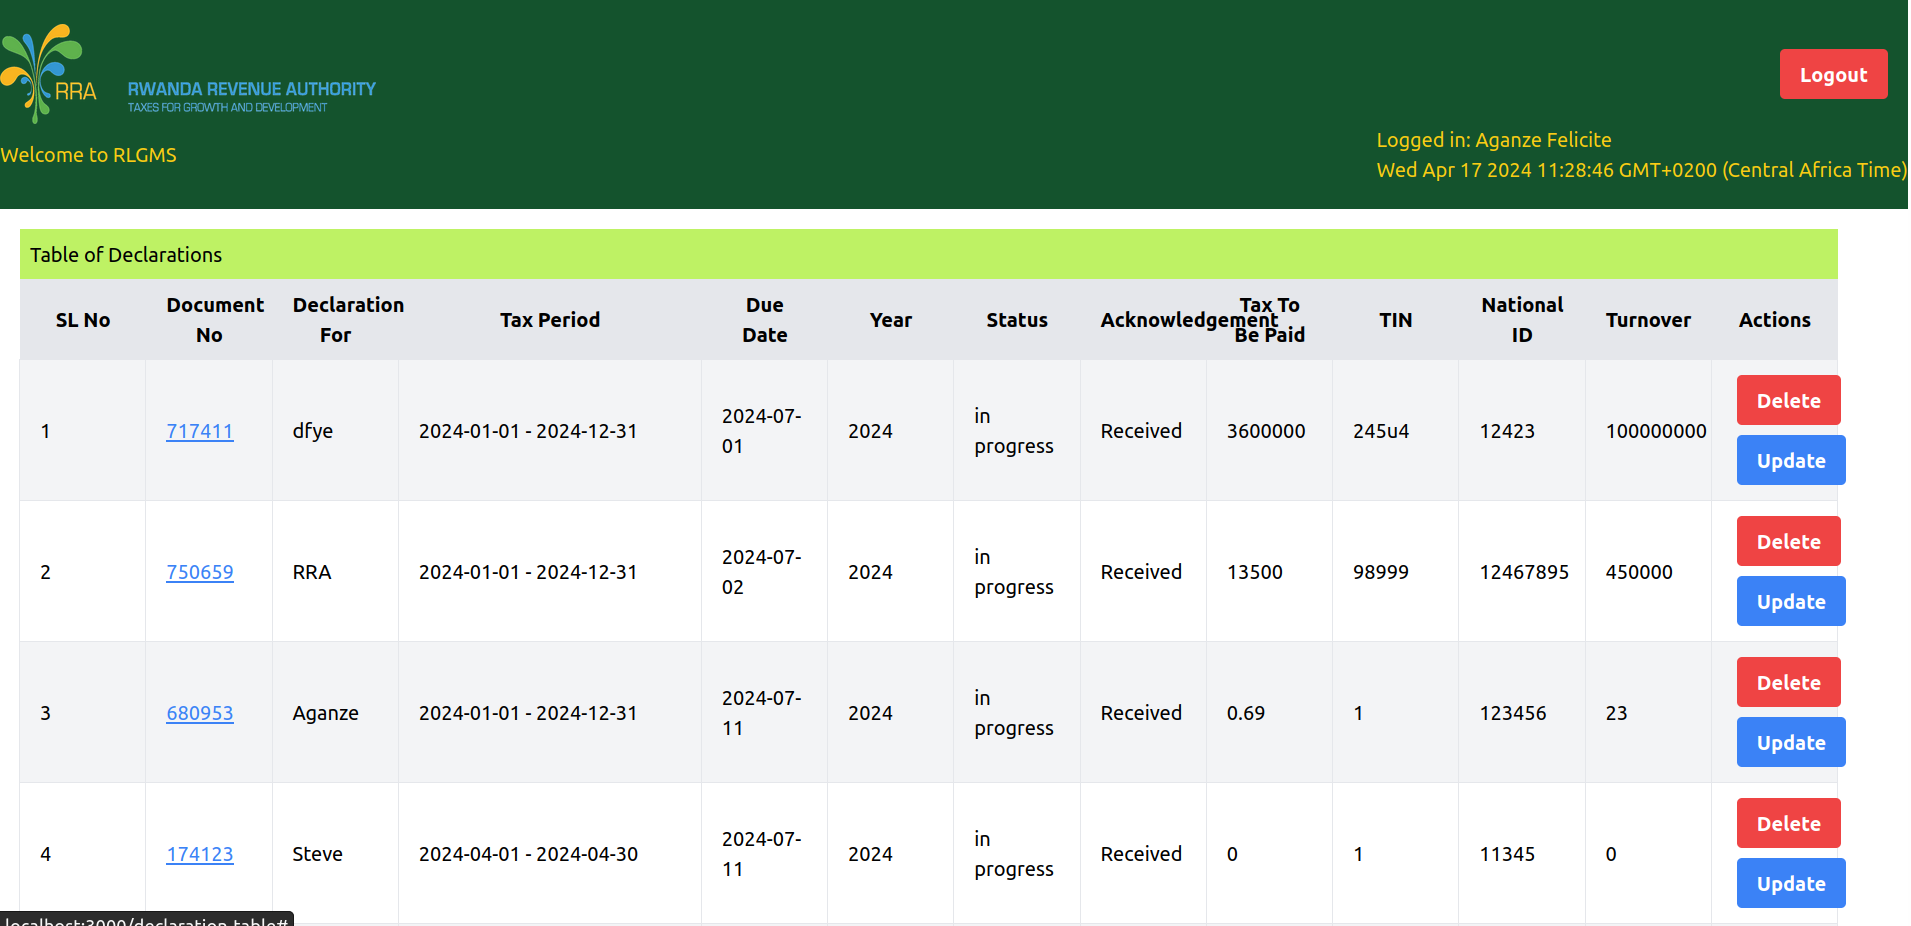 RRA
RWANDA REVENUE AUTHORITY
TAXES FOR GROWTH AND DEVELOPMENT
Welcome to RLGMS
Logout
Logged in: Aganze Felicite
Wed Apr 17 2024 11:28:46 GMT+0200 (Central Africa Time)
Table of Declarations
SL No Document No Declaration For Tax Period Due Date Year Status Acknowledgement Tax To Be Paid TIN National ID Turnover Actions
1 717411 dfye 2024-01-01 - 2024-12-31 2024-07-01 2024 in progress Received 3600000 245u4 12423 100000000 Delete Update
2 750659 RRA 2024-01-01 - 2024-12-31 2024-07-02 2024 in progress Received 13500 98999 12467895 450000 Delete Update
3 680953 Aganze 2024-01-01 - 2024-12-31 2024-07-11 2024 in progress Received 0.69 1 123456 23 Delete Update
4 174123 Steve 2024-04-01 - 2024-04-30 2024-07-11 2024 in progress Received 0 1 11345 0 Delete Update
localhost:3000/declaration-table#